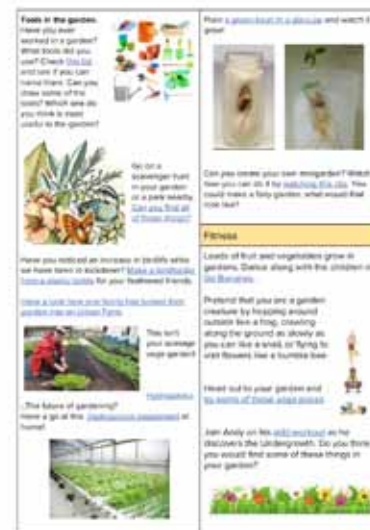 Tools in the garden.
Have you ever
worked in a garden?
What tools did you
use? Check this list
and see if you can
name them. Can you
draw some of the
tools? Which one do
you think is most
useful to the gardener?
Go on a
scavenger hunt
in your garden
or a park nearby.
Can you find all
of these things?
Have you noticed an increase in birdlife while
we have been in lockdown? Make a birdfeeder
from a plastic bottle for your feathered friends.
Have a look how one family has turned their
garden into an Urban Farm.
This isn't
your average
vege garden!
Hydroponics
..The future of gardening?
Have a go at this hydroponics experiment at
home!
Plant a green bean in a glass jar and watch it
grow!
Can you create your own minigarden? Watch
how you can do it by watching this clip. You
could make a fairy garden, what would that
look like?
Fitness
Loads of fruit and vegetables grow in
gardens. Dance along with the children in
Go Bananas.
Pretend that you are a garden
creature by hopping around
outside like a frog, crawling
along the ground as slowly as
you can like a snail, or flying to
visit flowers like a bumble bee.
Head out to your garden and
try some of these yoga poses
Join Andy on his wild workout as he
discovers the Undergrowth. Do you think
you would find some of these things in
your garden?